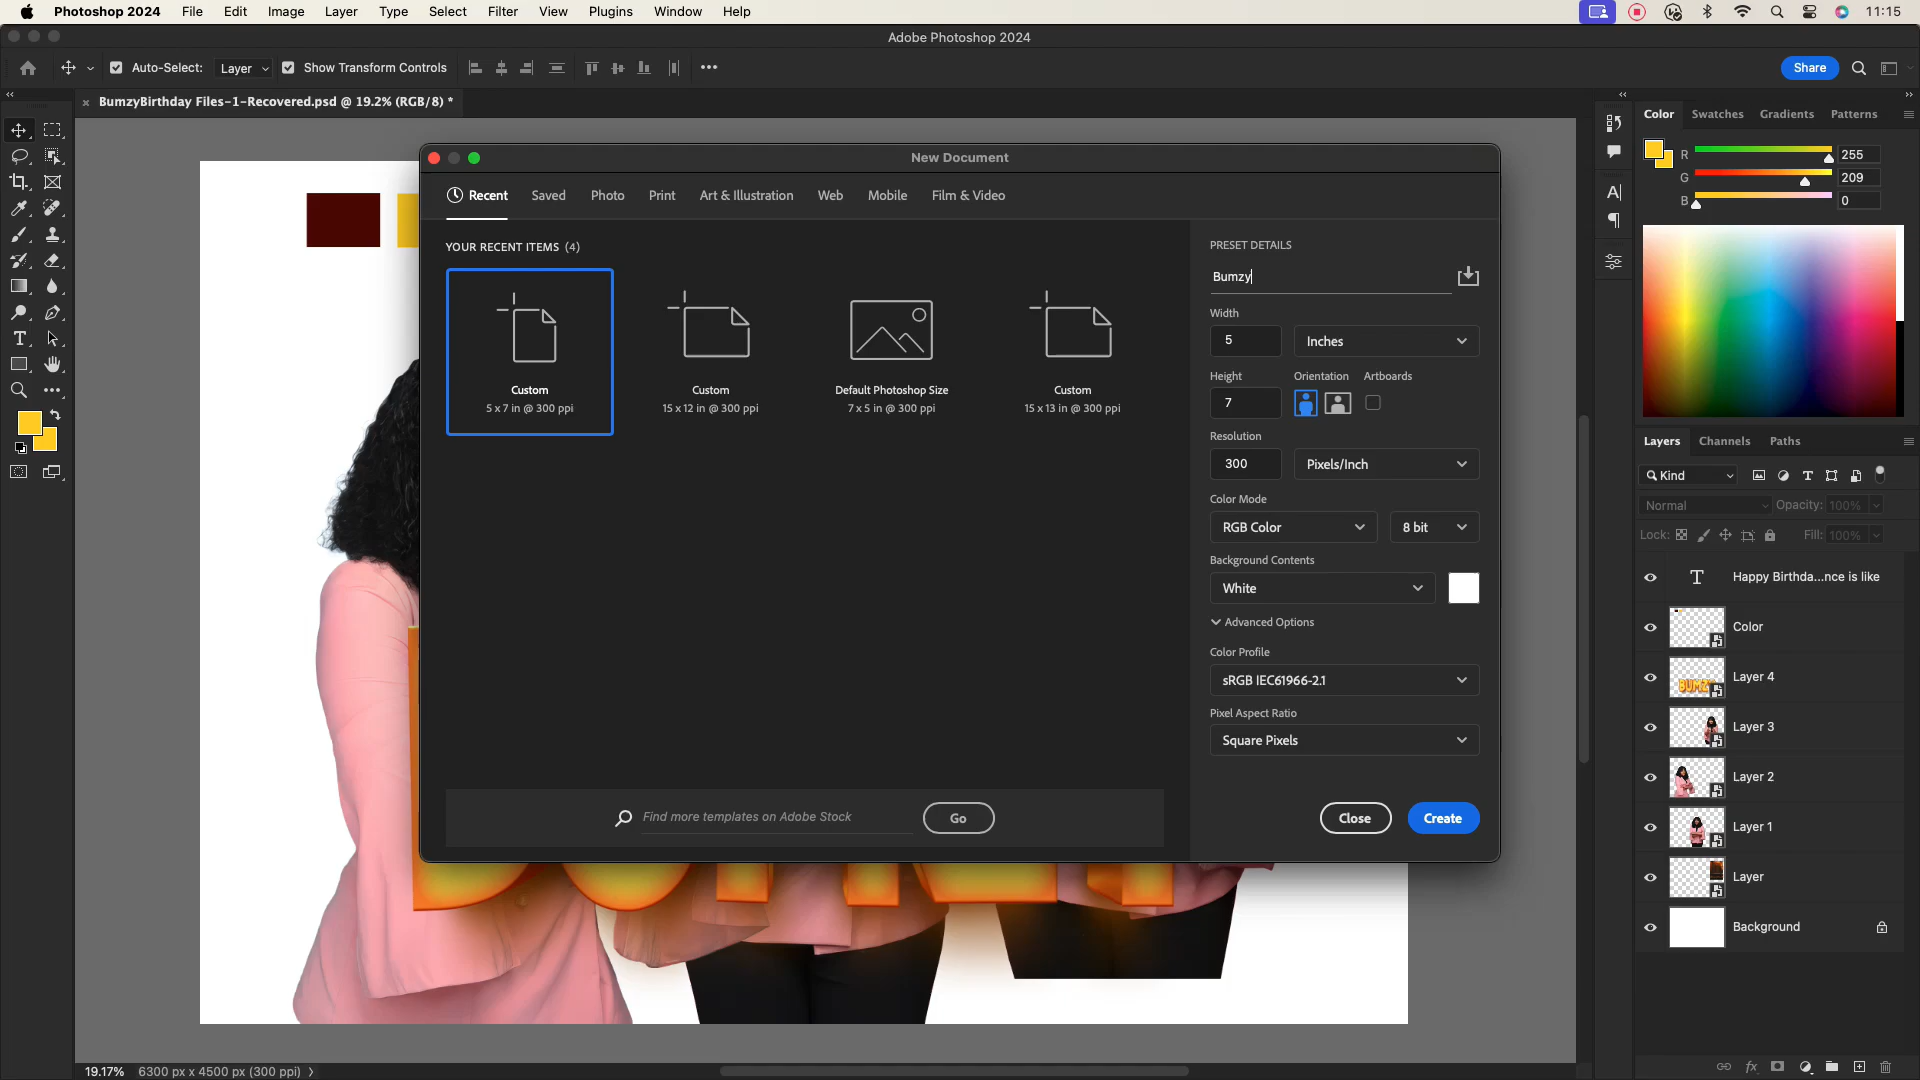 Photoshop 2024 File Edit Image Layer Type Select Filter View Plugins Window Help 11:15
Adobe Photoshop 2024
Auto-Select: Layer Show Transform Controls Share
BumzyBirthday Files-1-Recovered.psd @ 19.2% (RGB/8) *
New Document
Recent Saved Photo Print Art & Illustration Web Mobile Film & Video
YOUR RECENT ITEMS (4)
Custom
5 x 7 in @ 300 ppi
Custom
15 x 12 in @ 300 ppi
Default Photoshop Size
7 x 5 in @ 300 ppi
Custom
15 x 13 in @ 300 ppi
Find more templates on Adobe Stock Go
PRESET DETAILS
Bumzy
Width
5 Inches
Height Orientation Artboards
7
Resolution
300 Pixels/Inch
Color Mode
RGB Color 8 bit
Background Contents
White
Advanced Options
Color Profile
sRGB IEC61966-2.1
Pixel Aspect Ratio
Square Pixels
Close Create
Color Swatches Gradients Patterns
R 255
G 209
B 0
Layers Channels Paths
Kind
Normal Opacity: 100%
Lock: Fill: 100%
Happy Birthda...nce is like
Color
Layer 4
Layer 3
Layer 2
Layer 1
Layer
Background
19.17% 6300 px x 4500 px (300 ppi)